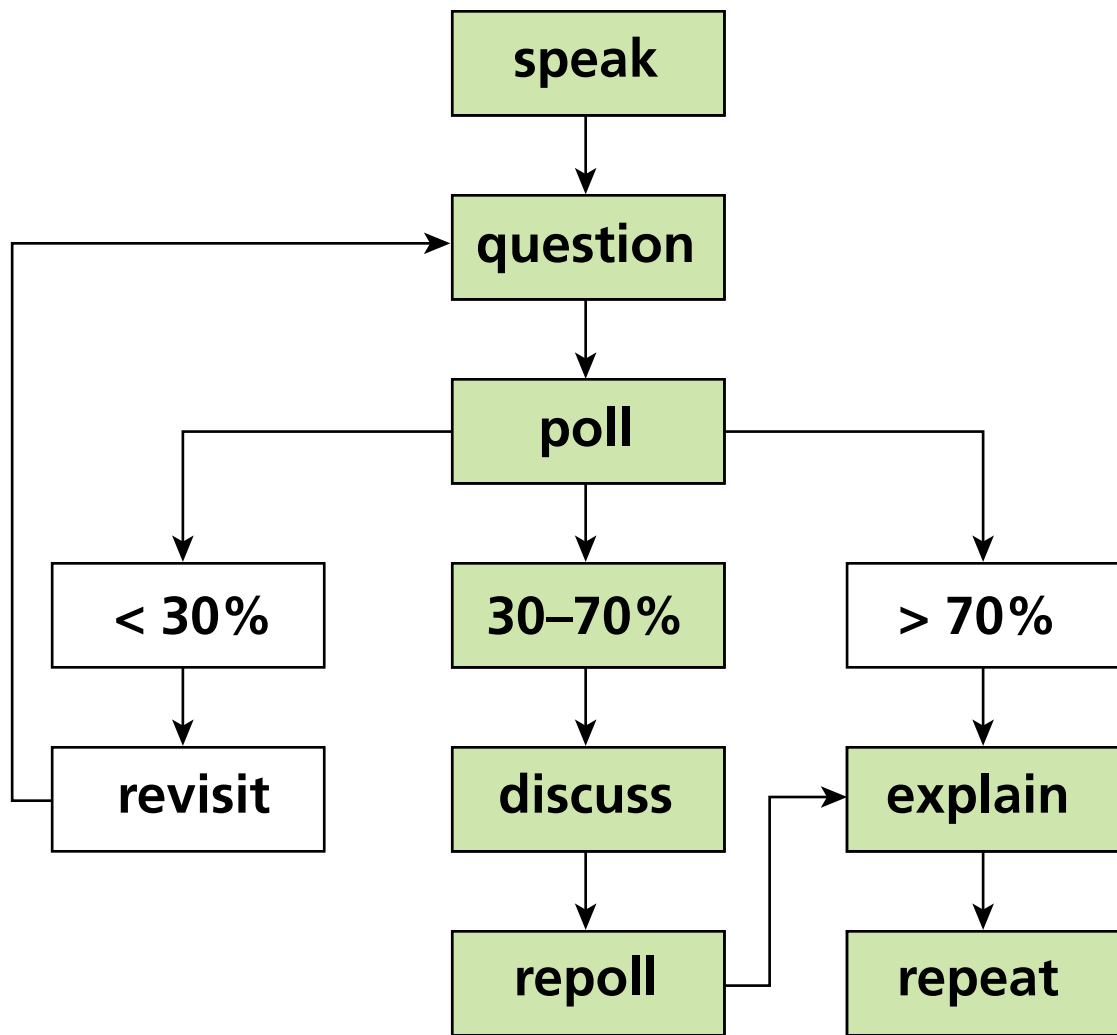 speak
question
poll
< 30%
30–70%
> 70%
revisit
discuss
explain
repoll
repeat